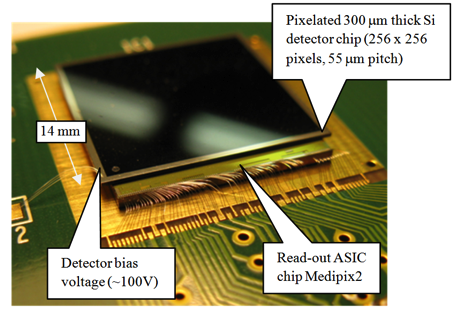 Pixelated 300 µm thick Si
detector chip (256 x 256
pixels, 55 µm pitch)
14 mm
2
Detector bias
voltage (~100V)
Read-out ASIC
chip Medipix2